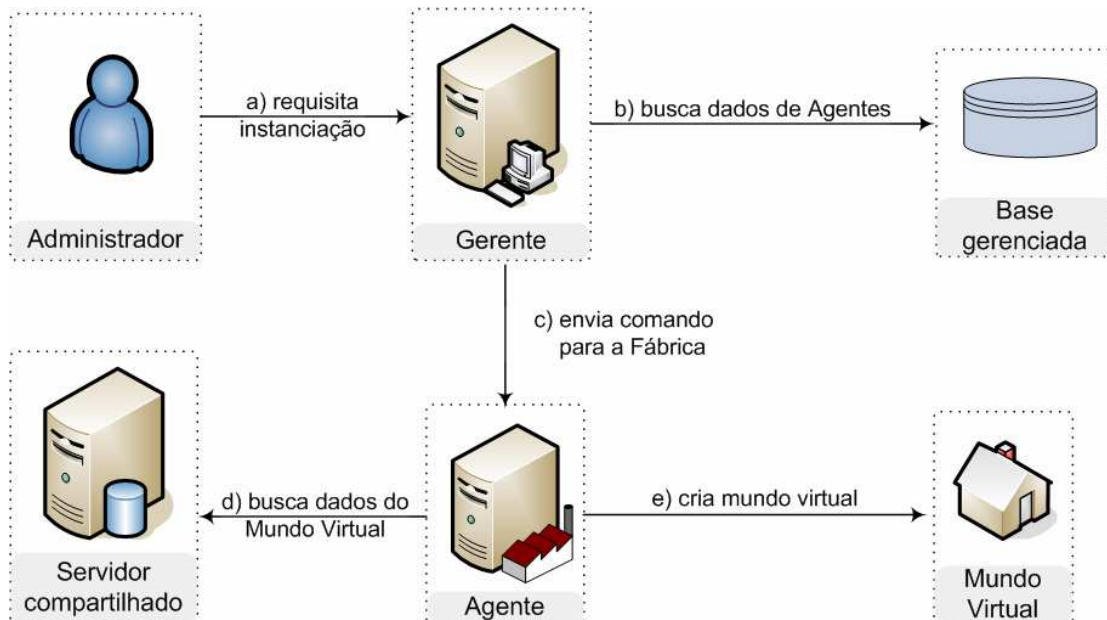 a) requisita
instanciação
b) busca dados de Agentes
Administrador
Gerente
Base
gerenciada
c) envia comando
para a Fábrica
d) busca dados do
Mundo Virtual
e) cria mundo virtual
Servidor
compartilhado
Agente
Mundo
Virtual